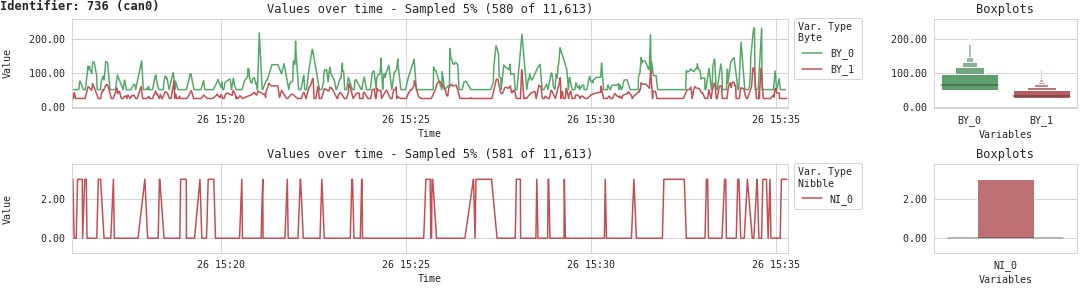 Identifier: 736 (can0)
Values over time - Sampled 5% (580 of 11,613)
Value
200.00
100.00
0.00
26 15:20
26 15:25
26 15:30
26 15:35
Time
Var. Type
Byte
BY_0
BY_1
Boxplots
200.00
100.00
0.00
BY_0
BY_1
Variables
Values over time - Sampled 5% (581 of 11,613)
Value
2.00
0.00
26 15:20
26 15:25
26 15:30
26 15:35
Time
Var. Type
Nibble
NI_0
Boxplots
2.00
0.00
NI_0
Variables